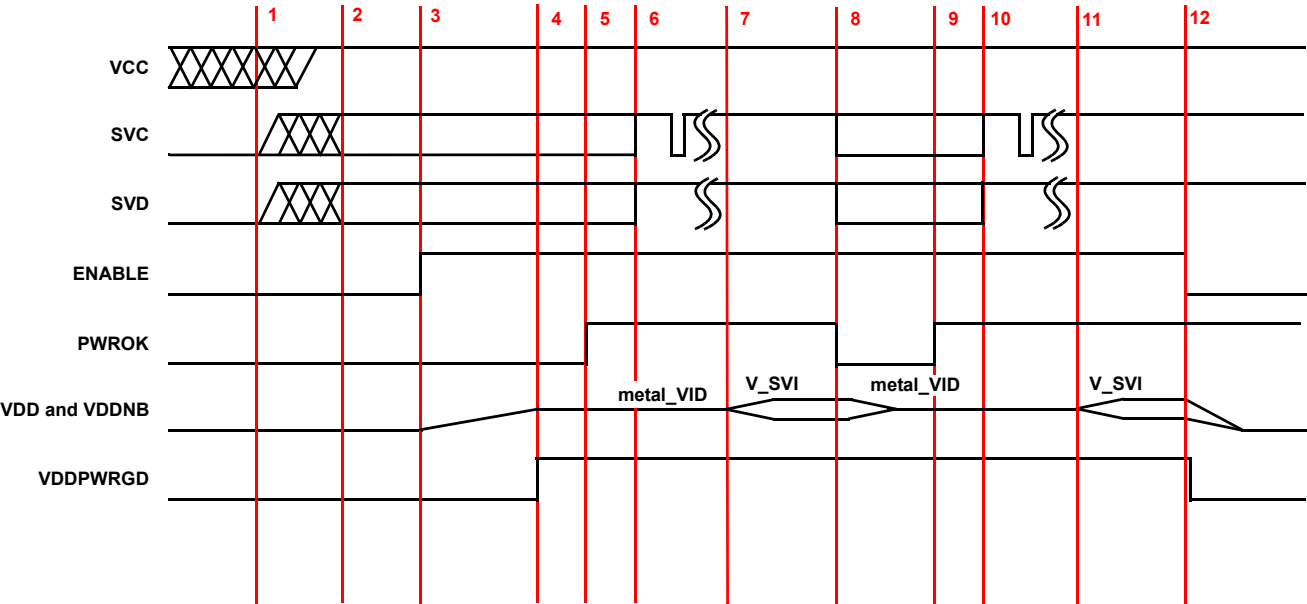 1 2 3 4 5 6 7 8 9 10 11 12
VCC
SVC
SVD
ENABLE
PWROK
metal_VID V_SVI metal_VID V_SVI
VDD and VDDNB
VDDPWRGD